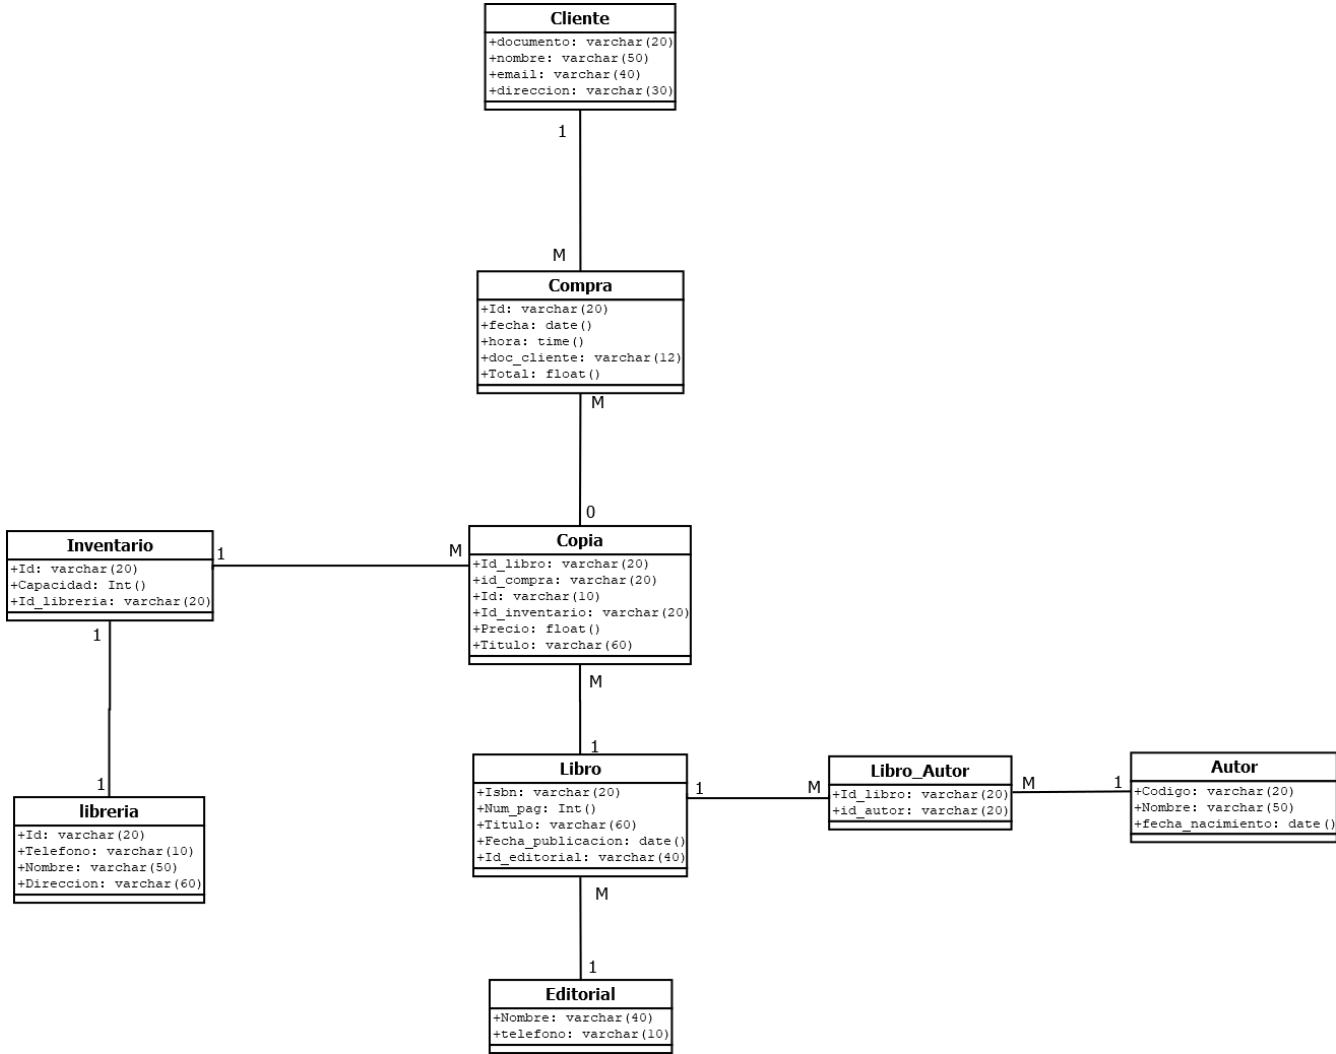 Cliente
+documento: varchar(20)
+nombre: varchar(50)
+email: varchar(40)
+direccion: varchar(30)
1
M
Compra
+Id: varchar(20)
+fecha: date()
+hora: time()
+doc_cliente: varchar(12)
+Total: float()
M
0
Inventario
+Id: varchar(20)
+Capacidad: Int()
+Id_libreria: varchar(20)
1
M
Copia
+Id_libro: varchar(20)
+id_compra: varchar(20)
+Id: varchar(10)
+Id_inventario: varchar(20)
+Precio: float()
+Titulo: varchar(60)
1
1
libreria
+Id: varchar(20)
+Telefono: varchar(10)
+Nombre: varchar(50)
+Direccion: varchar(60)
M
1
Libro
+Isbn: varchar(20)
+Num_pag: Int()
+Titulo: varchar(60)
+Fecha_publicacion: date()
+Id_editorial: varchar(40)
1
M
Libro_Autor
+Id_libro: varchar(20)
+id_autor: varchar(20)
M
1
Autor
+Codigo: varchar(20)
+Nombre: varchar(50)
+fecha_nacimiento: date()
M
1
Editorial
+Nombre: varchar(40)
+telefono: varchar(10)